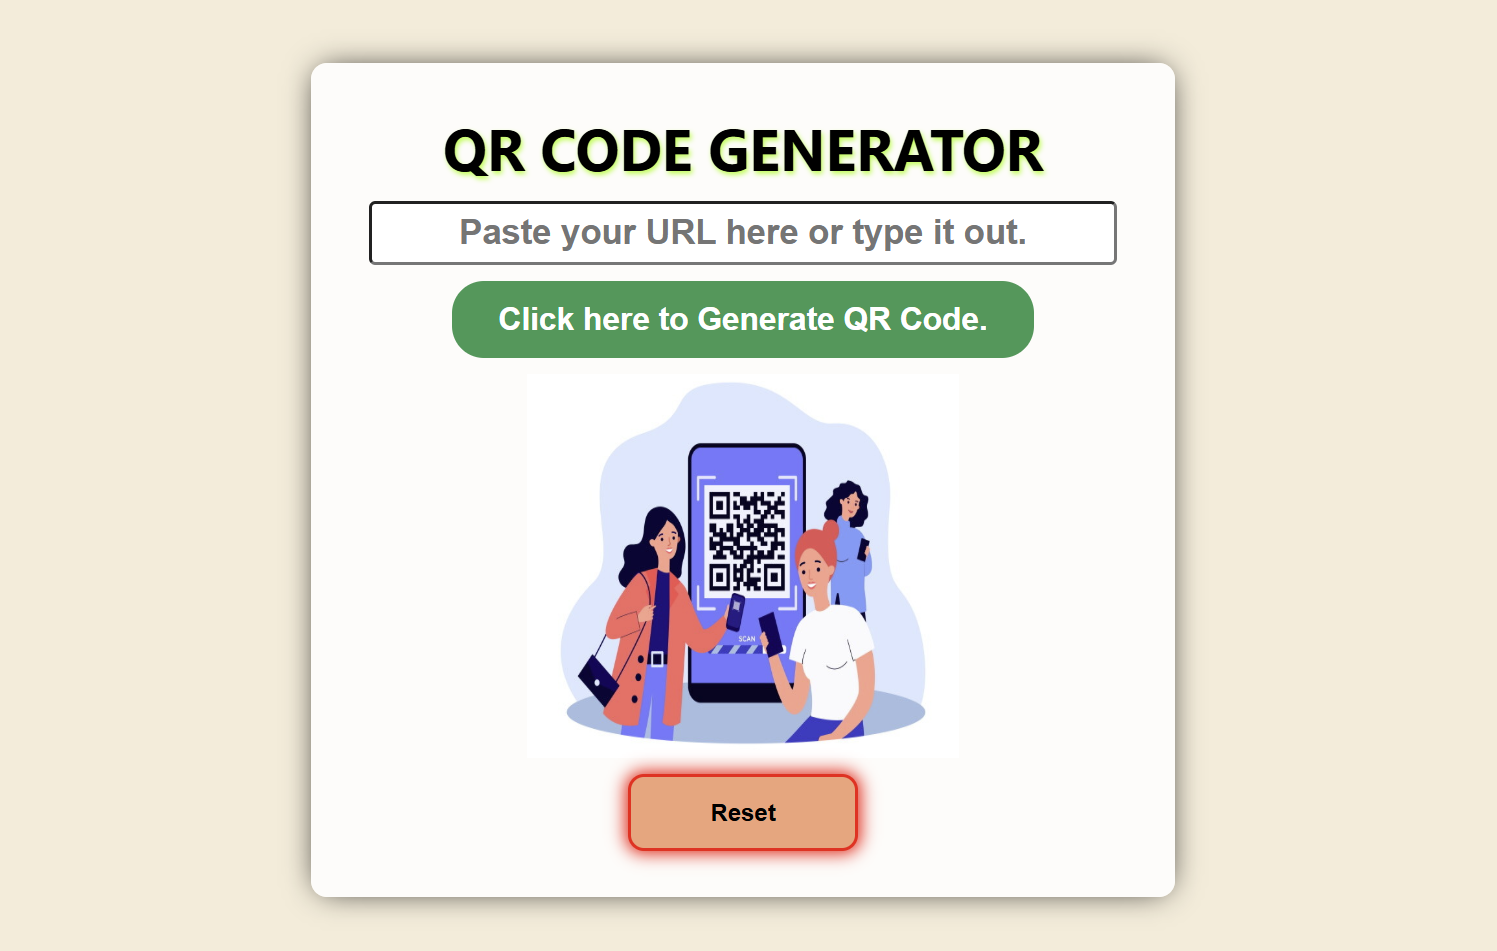 QR CODE GENERATOR
Paste your URL here or type it out.
Click here to Generate QR Code.
SCAN
Reset